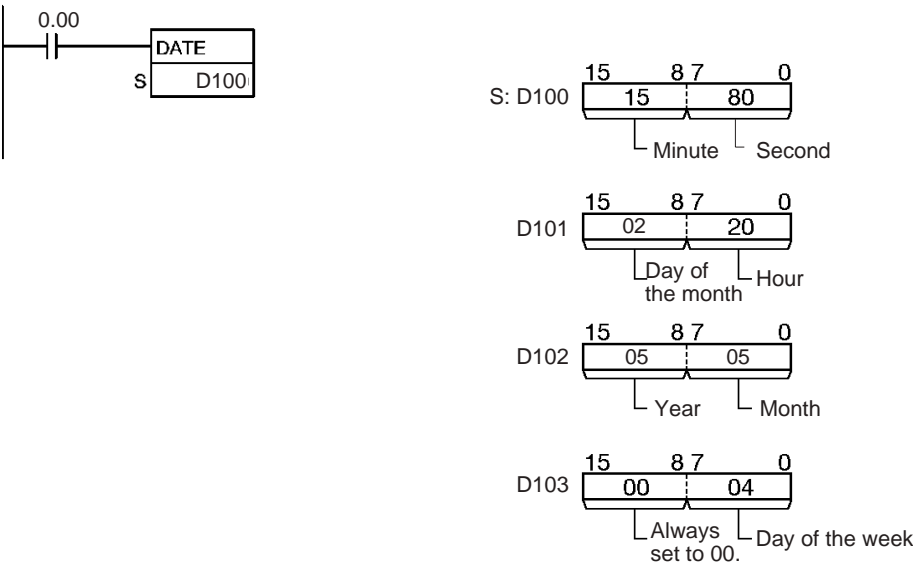 0.00
DATE
S D100
15 8 7 0
S: D100 15 80
Minute Second
15 8 7 0
D101 02 20
Day of
the month
Hour
15 8 7 0
D102 05 05
Year Month
15 8 7 0
D103 00 04
Always
set to 00.
Day of the week